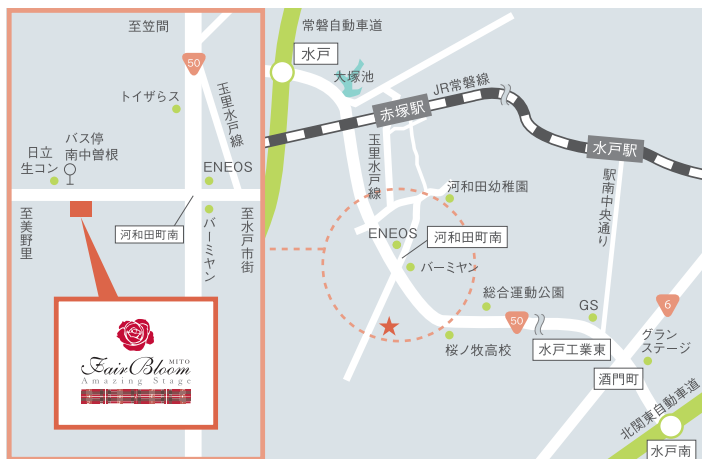 至笠間
50
トイザらス
玉里水戸線
バス停
南中曽根
日立
生コン
ENEOS
至美野里
河和田町南
バーミヤン
至水戸市街
MITO
Fair Bloom
Amazing Stage
常磐自動車道
水戸
大塚池
赤塚駅
JR常磐線
水戸駅
玉里水戸線
河和田幼稚園
駅南中央通り
ENEOS
河和田町南
バーミヤン
総合運動公園
50
桜ノ牧高校
GS
水戸工業東
6
グラン
ステージ
酒門町
北関東自動車道
水戸南